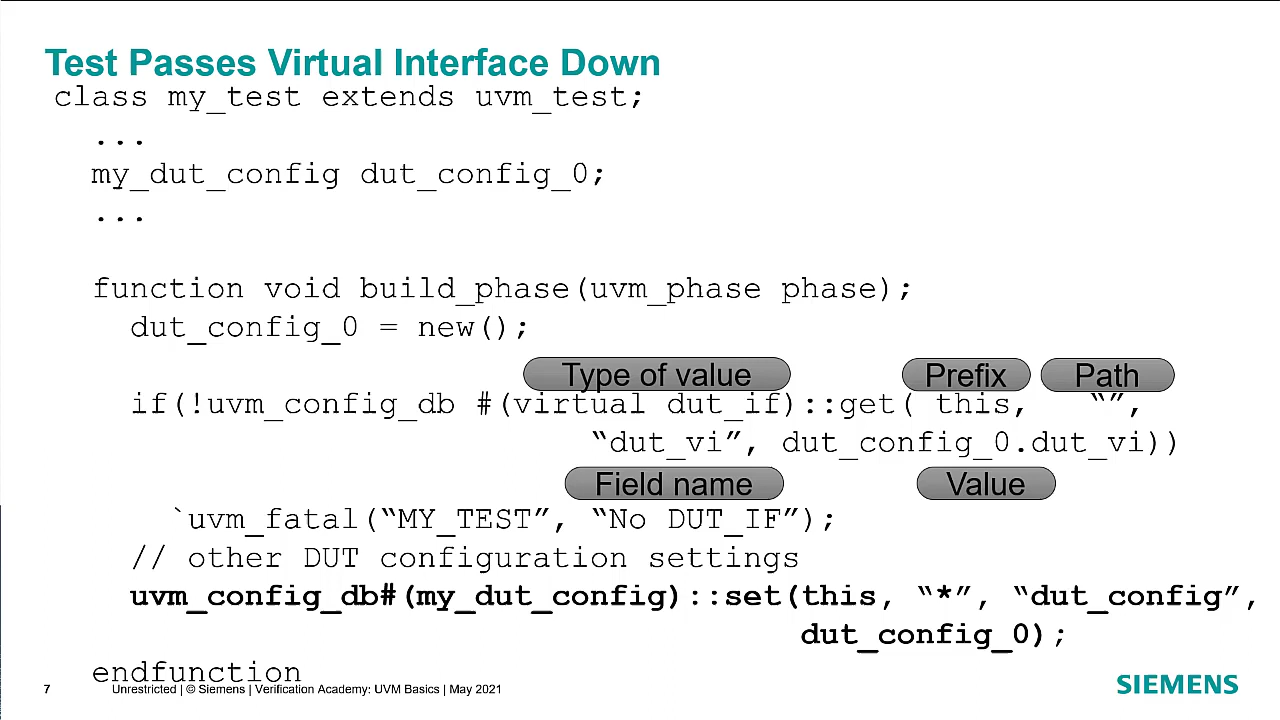 Test Passes Virtual Interface Down
class my_test extends uvm_test;
...
my_dut_config dut_config_0;
...
function void build_phase(uvm_phase phase);
dut_config_0 = new();
Type of value Prefix Path
if(!uvm_config_db #(virtual dut_if)::get( this, “”,
“dut_vi”, dut_config_0.dut_vi))
Field name Value
`uvm_fatal(“MY_TEST”, “No DUT_IF”);
// other DUT configuration settings
uvm_config_db#(my_dut_config)::set(this, “*”, “dut_config”,
dut_config_0);
endfunction
7 Unrestricted | © Siemens | Verification Academy: UVM Basics | May 2021
SIEMENS